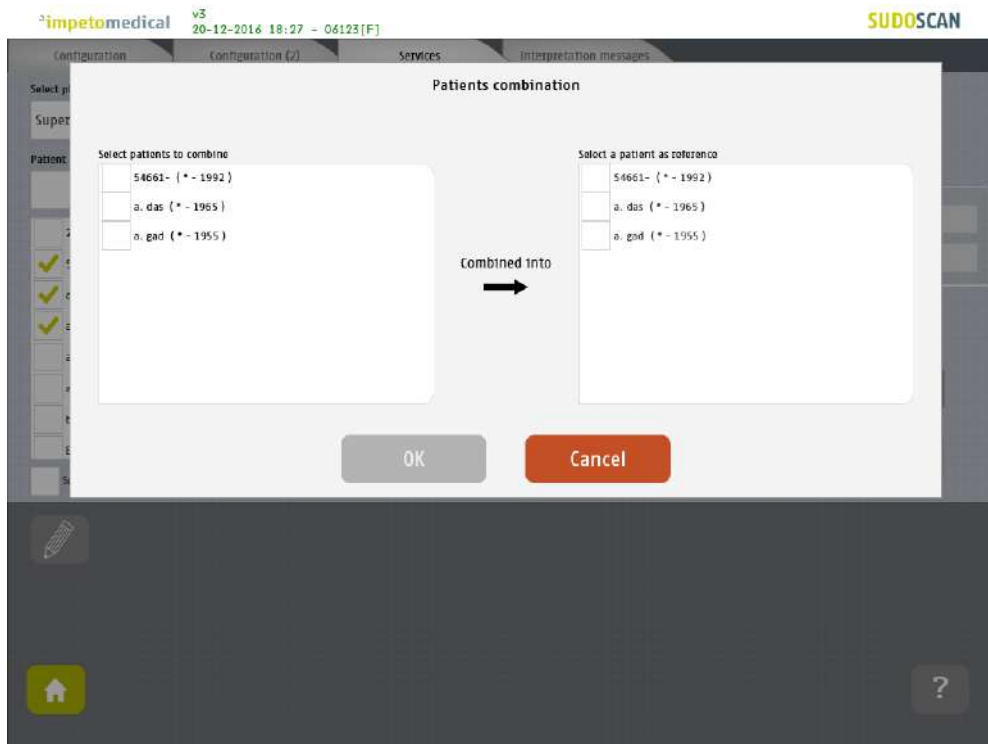 impetomedical
v3
20-12-2016 18:27 - 06123[F]
SUDOSCAN
Configuration
Configuration (2)
Services
Interpretation messages
Patients combination
Select
Super
Patient
Select patients to combine
54661- (* - 1992)
a. das (* - 1965)
a. gad (* - 1955)
Combined into
Select a patient as reference
54661- (* - 1992)
a. das (* - 1965)
a. gad (* - 1955)
OK
Cancel
?